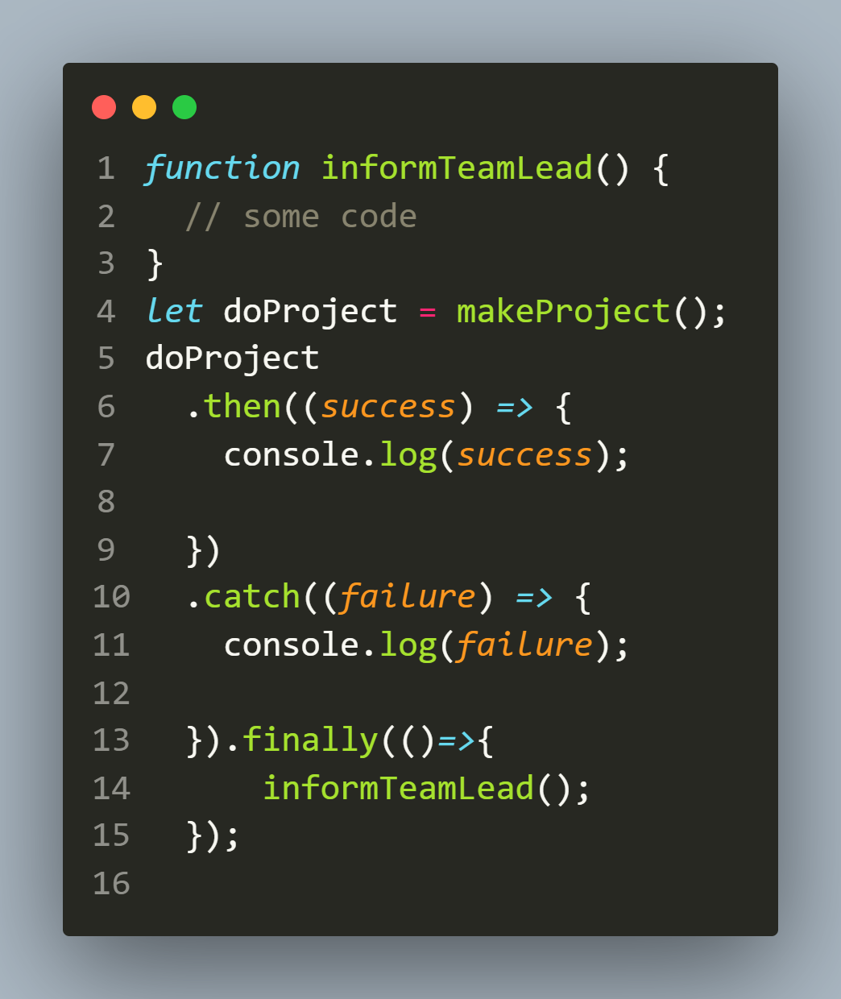 1 function informTeamLead() {
2   // some code
3 }
4 let doProject = makeProject();
5 doProject
6   .then((success) => {
7     console.log(success);
8
9   })
10   .catch((failure) => {
11     console.log(failure);
12
13   }).finally(()=>{
14       informTeamLead();
15   });
16